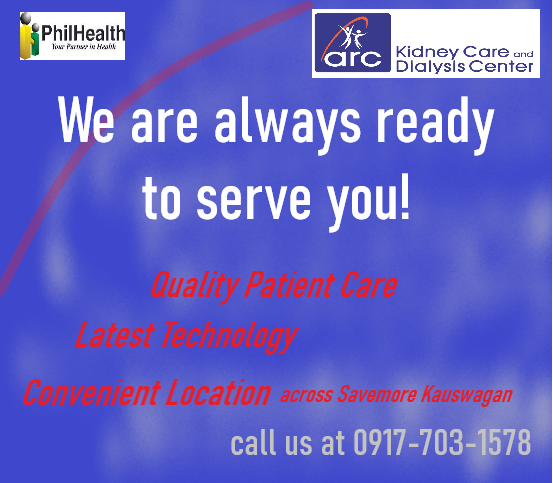 PhilHealth
Your Partner in Health
arc
Kidney Care and
Dialysis Center
We are always ready
to serve you!
Quality Patient Care
Latest Technology
Convenient Location across Savemore Kauswagan
call us at 0917-703-1578